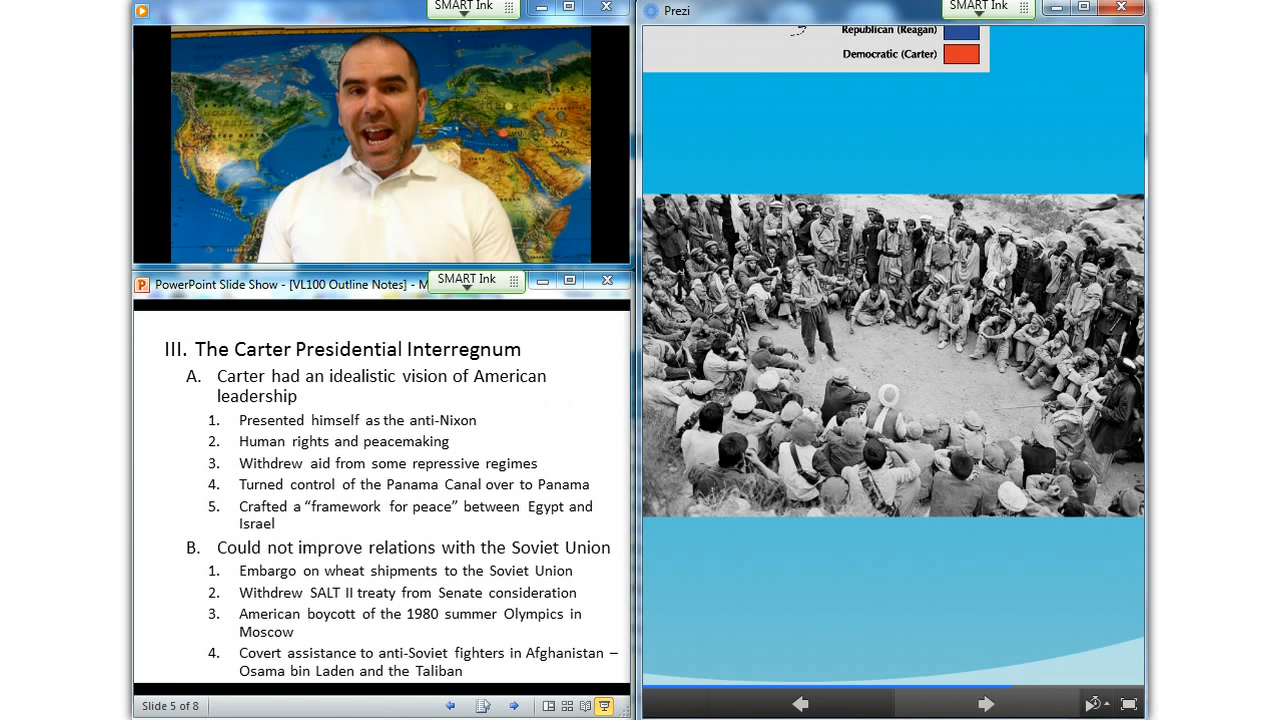 SMART Ink
SMART Ink
Prezi
Republican (Reagan)
Democratic (Carter)
SMART Ink
PowerPoint Slide Show - [VL100 Outline Notes] - M
III. The Carter Presidential Interregnum
A. Carter had an idealistic vision of American
leadership
1. Presented himself as the anti-Nixon
2. Human rights and peacemaking
3. Withdrew aid from some repressive regimes
4. Turned control of the Panama Canal over to Panama
5. Crafted a “framework for peace” between Egypt and
Israel
B. Could not improve relations with the Soviet Union
1. Embargo on wheat shipments to the Soviet Union
2. Withdrew SALT II treaty from Senate consideration
3. American boycott of the 1980 summer Olympics in
Moscow
4. Covert assistance to anti-Soviet fighters in Afghanistan –
Osama bin Laden and the Taliban
Slide 5 of 8